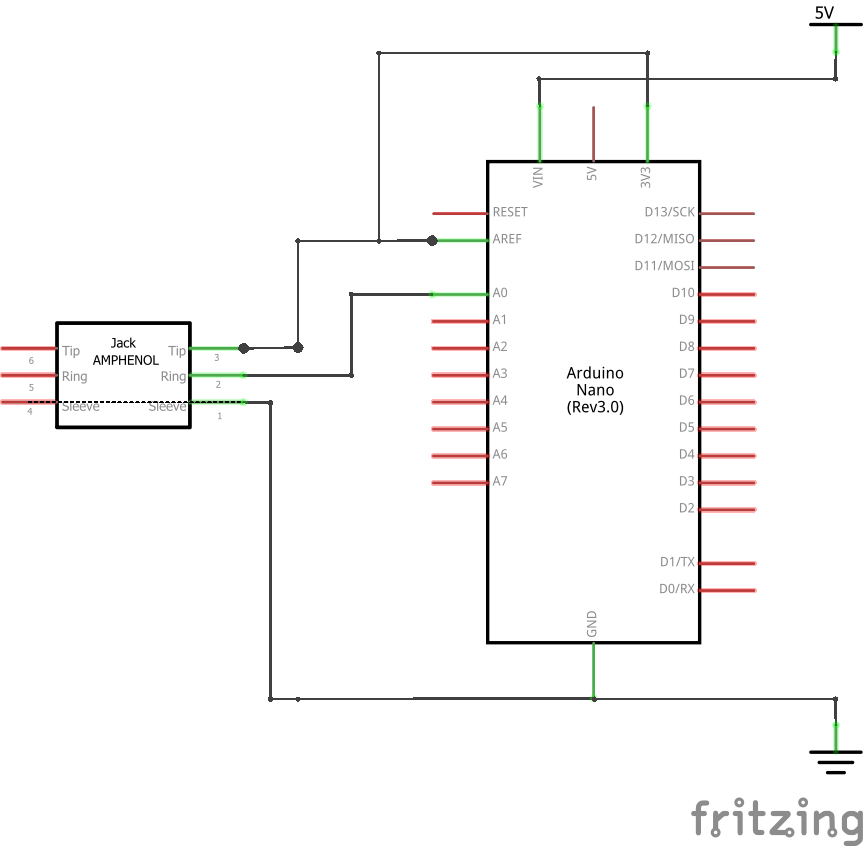 5V
VIN
5V
3V3
RESET
D13/SCK
AREF
D12/MISO
D11/MOSI
A0
D10
A1
D9
Jack
AMPHENOL
Tip
Tip
6
3
A2
D8
Arduino
Nano
(Rev3.0)
Ring
Ring
5
2
A3
D7
Sleeve
Sleeve
4
1
A4
D6
A5
D5
A6
D4
A7
D3
D2
D1/TX
D0/RX
GND
fritzing